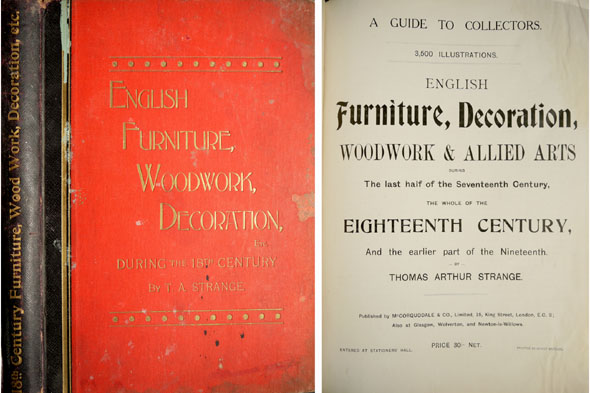 18th Century Furniture, Wood Work, Decoration, etc.
ENGLISH
FURNITURE,
WOODWORK,
DECORATION,
ETC.
DURING THE 18TH CENTURY
BY T. A. STRANGE
A GUIDE TO COLLECTORS.
3,500 ILLUSTRATIONS.
ENGLISH
Furniture, Decoration,
WOODWORK & ALLIED ARTS
DURING
The last half of the Seventeenth Century,
THE WHOLE OF THE
EIGHTEENTH CENTURY,
And the earlier part of the Nineteenth.
BY
THOMAS ARTHUR STRANGE.
Published by McCORQUODALE & CO., Limited, 18, King Street, London, E.C. 2;
Also at Glasgow, Wolverton, and Newton-le-Willows.
ENTERED AT STATIONERS' HALL.
PRICE 30/- NET.